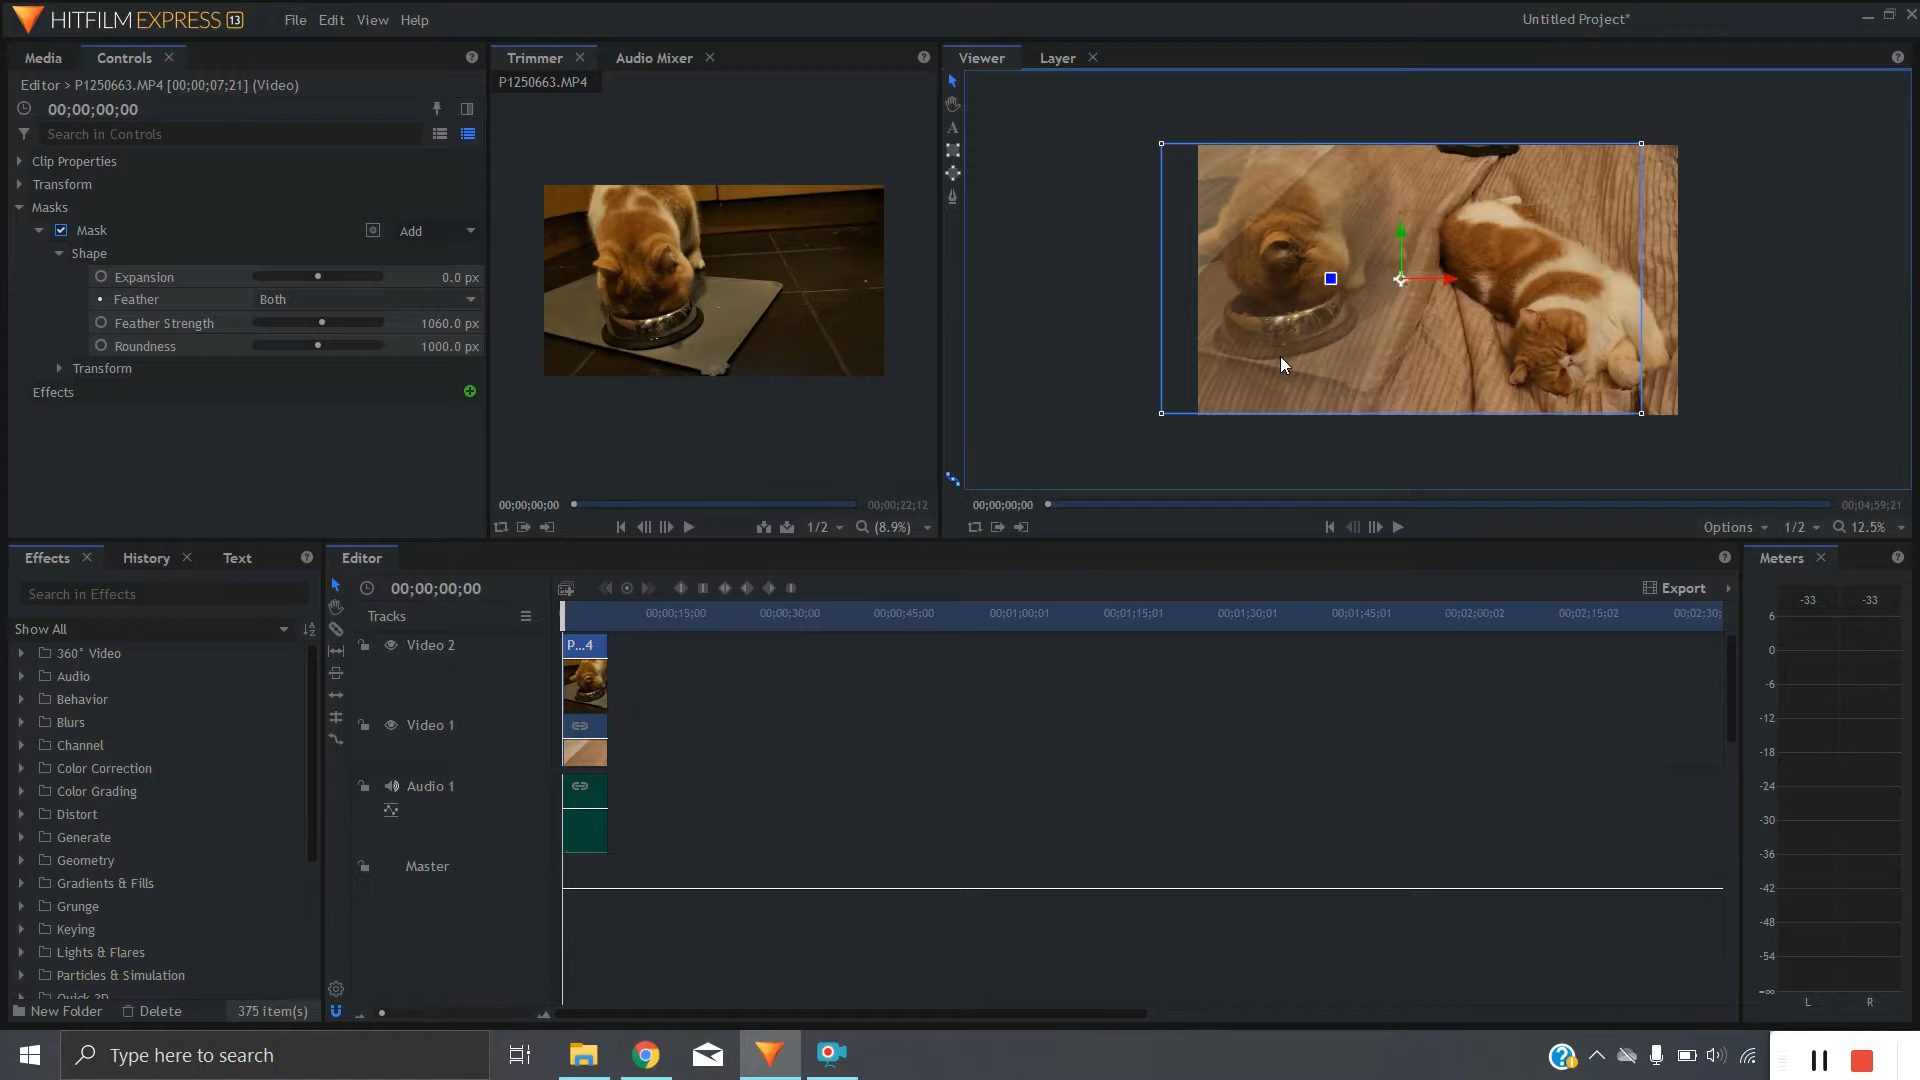 HITFILM EXPRESS 13
File Edit View Help
Untitled Project*
Media Controls
Trimmer Audio Mixer
Viewer Layer
Editor > P1250663.MP4 [00;00;07;21] (Video)
P1250663.MP4
00;00;00;00
Search in Controls
Clip Properties
Transform
Masks
Mask Add
Shape
Expansion 0.0 px
Feather Both
Feather Strength 1060.0 px
Roundness 1000.0 px
Transform
Effects
00;00;00;00 00;00;22;12
1/2 (8.9%)
00;00;00;00 00;04;59;21
Options 1/2 12.5%
Effects History Text
Editor
Meters
Search in Effects
00;00;00;00
Export
Tracks
00;00;15;00 00;00;30;00 00;00;45;00 00;01;00;01 00;01;15;01 00;01;30;01 00;01;45;01 00;02;00;02 00;02;15;02 00;02;30;
Show All
360° Video
Audio
Behavior
Blurs
Channel
Color Correction
Color Grading
Distort
Generate
Geometry
Gradients & Fills
Grunge
Keying
Lights & Flares
Particles & Simulation
Quick 3D
New Folder Delete 375 item(s)
Video 2
P...4
Video 1
Audio 1
Master
-33 -33
6
0
-6
-12
-18
-24
-30
-36
-42
-48
-54
-∞
L R
Type here to search